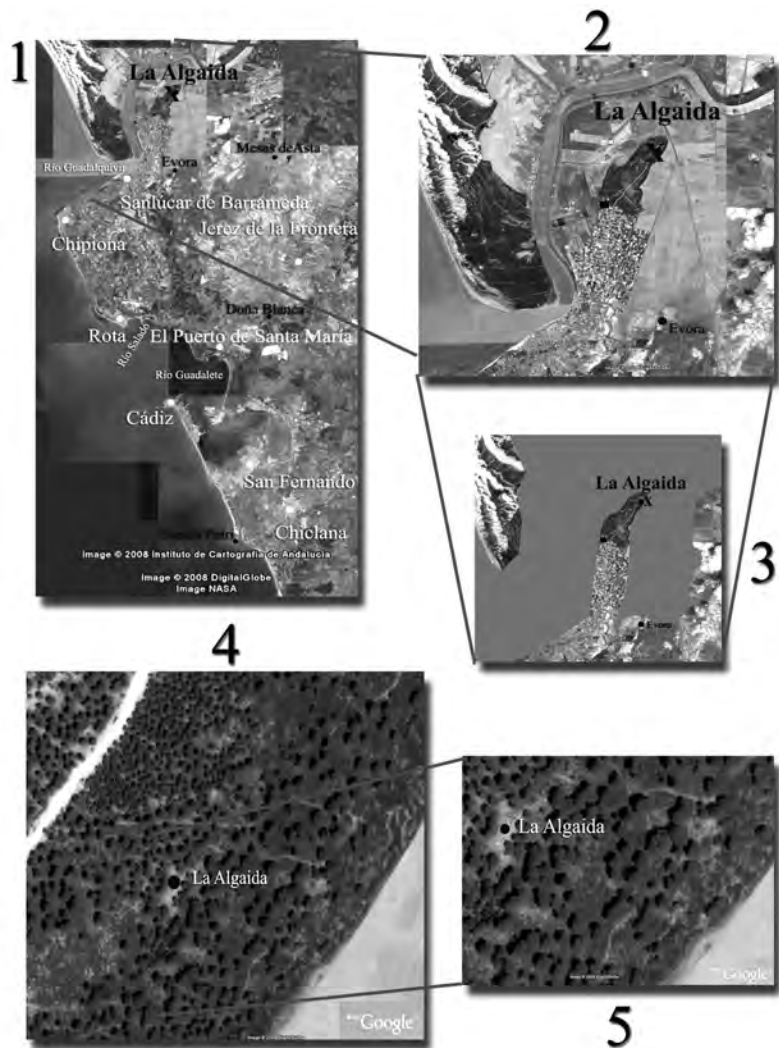 1
La Algaida
X
Río Guadalquivir
Evora
Mesas de Asta
Sanlúcar de Barrameda
Jerez de la Frontera
Chipiona
Doña Blanca
Rota
Río Salado
El Puerto de Santa María
Río Guadalete
Cádiz
San Fernando
Chiclana
Image © 2008 Instituto de Cartografía de Andalucía
Image © 2008 DigitalGlobe
Image NASA
2
La Algaida
X
Evora
3
La Algaida
X
Evora
4
La Algaida
Google
5
La Algaida
Google